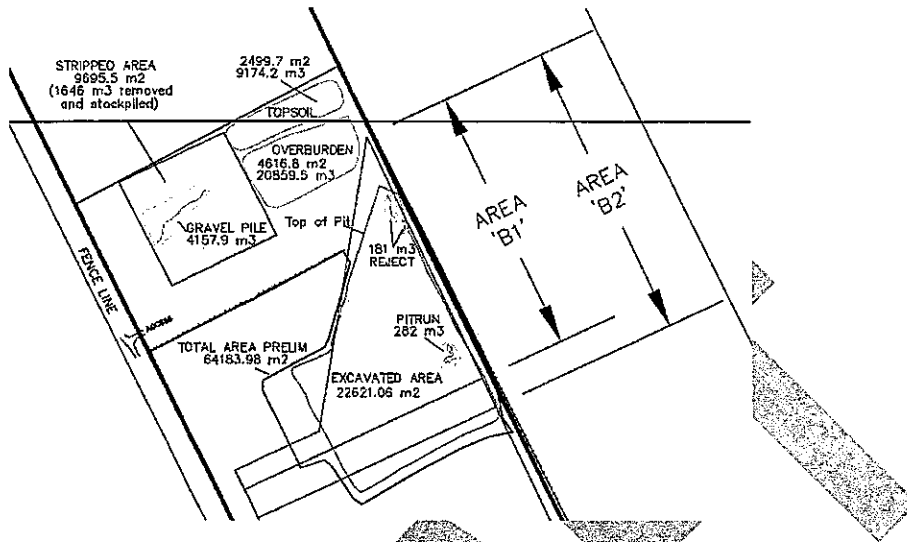 STRIPPED AREA
9695.5 m2
(1646 m3 removed
and stockpiled)
2499.7 m2
9174.2 m3
TOPSOIL
OVERBURDEN
4616.8 m2
20859.5 m3
GRAVEL PILE
4157.9 m3
Top of Pit
181 m3
REJECT
AREA
'B1'
AREA
'B2'
FENCE LINE
PITRUN
282 m3
TOTAL AREA PRELIM
64183.98 m2
EXCAVATED AREA
22621.06 m2